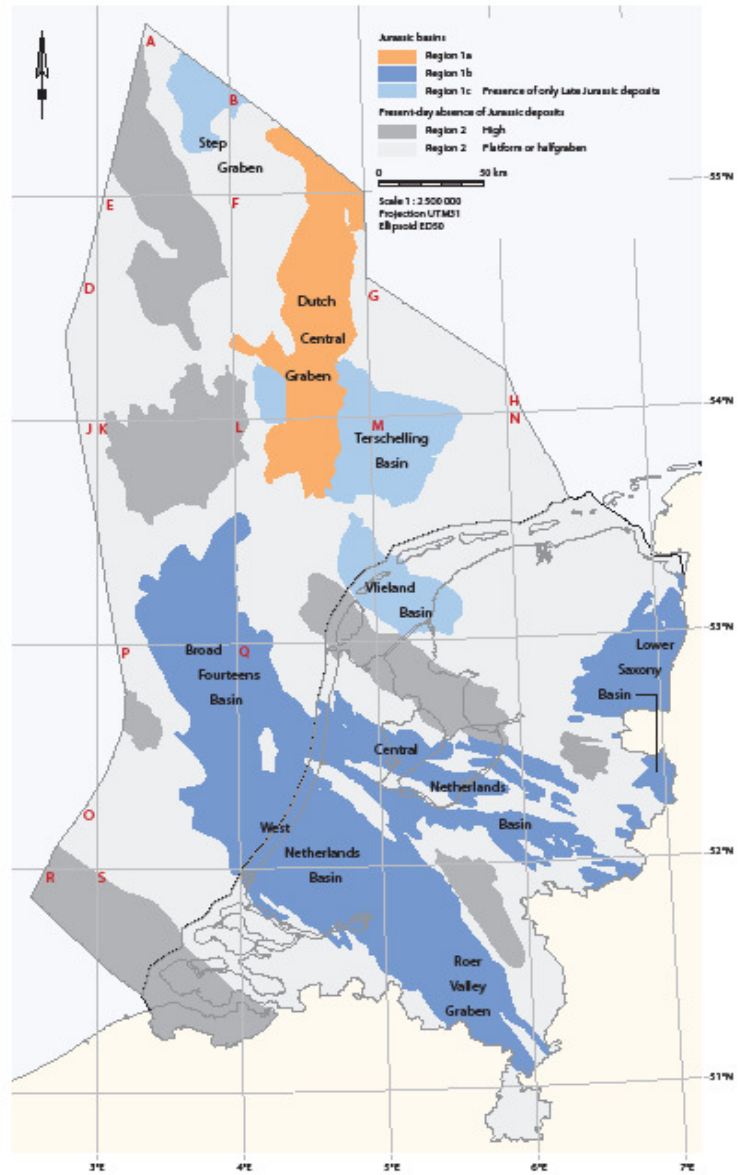 Jurassic basins
Region 1a
Region 1b
Region 1c Presence of only Late Jurassic deposits
Present-day absence of Jurassic deposits
Region 2 High
Region 2 Platform or halfgraben
0 50 km
Scale 1 : 2 500 000
Projection UTM31
Ellipsoid ED50
A
B
Step
Graben
55°N
E
F
D
G
Dutch
Central
Graben
H
54°N
N
J K
L
M
Terschelling
Basin
Vlieland
Basin
53°N
Lower
Saxony
Basin
P
Q
Broad
Fourteens
Basin
Central
Netherlands
Basin
O
West
Netherlands
Basin
52°N
R
S
Roer
Valley
Graben
51°N
3°E
4°E
5°E
6°E
7°E